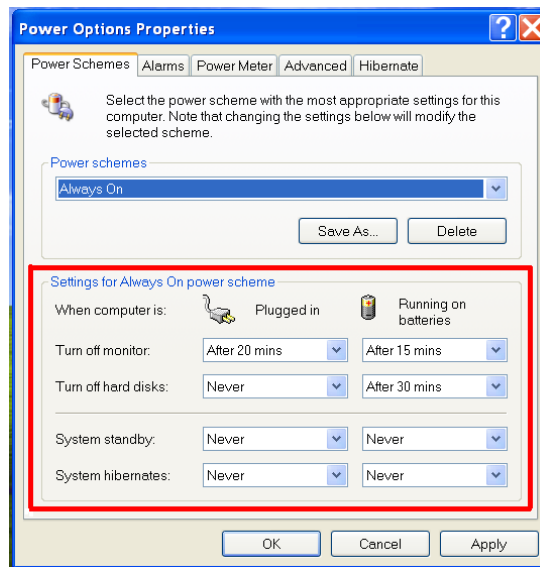 Power Options Properties
Power Schemes Alarms Power Meter Advanced Hibernate
Select the power scheme with the most appropriate settings for this
computer. Note that changing the settings below will modify the
selected scheme.
Power schemes
Always On
Save As... Delete
Settings for Always On power scheme
When computer is: Plugged in Running on
batteries
Turn off monitor: After 20 mins After 15 mins
Turn off hard disks: Never After 30 mins
System standby: Never Never
System hibernates: Never Never
OK Cancel Apply